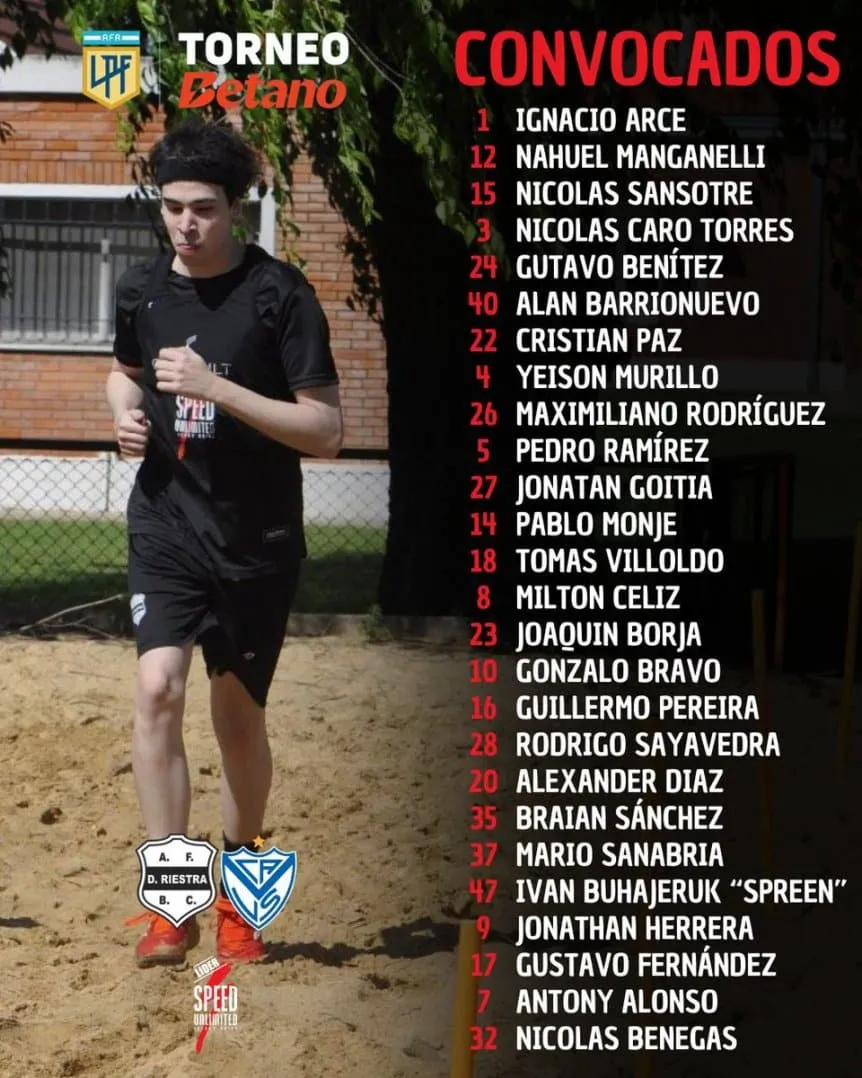 AFA
LPF
TORNEO
Betano
CONVOCADOS
1 IGNACIO ARCE
12 NAHUEL MANGANELLI
15 NICOLAS SANSOTRE
3 NICOLAS CARO TORRES
24 GUTAVO BENÍTEZ
40 ALAN BARRIONUEVO
22 CRISTIAN PAZ
4 YEISON MURILLO
26 MAXIMILIANO RODRÍGUEZ
5 PEDRO RAMÍREZ
27 JONATAN GOITIA
14 PABLO MONJE
18 TOMAS VILLOLDO
8 MILTON CELIZ
23 JOAQUIN BORJA
10 GONZALO BRAVO
16 GUILLERMO PEREIRA
28 RODRIGO SAYAVEDRA
20 ALEXANDER DIAZ
35 BRAIAN SÁNCHEZ
37 MARIO SANABRIA
47 IVAN BUHAJERUK “SPREEN”
9 JONATHAN HERRERA
17 GUSTAVO FERNÁNDEZ
7 ANTONY ALONSO
32 NICOLAS BENEGAS
SPEED
UNLIMITED
A. F.
D. RIESTRA
B. C.
CAVS
LIDER
SPEED
UNLIMITED